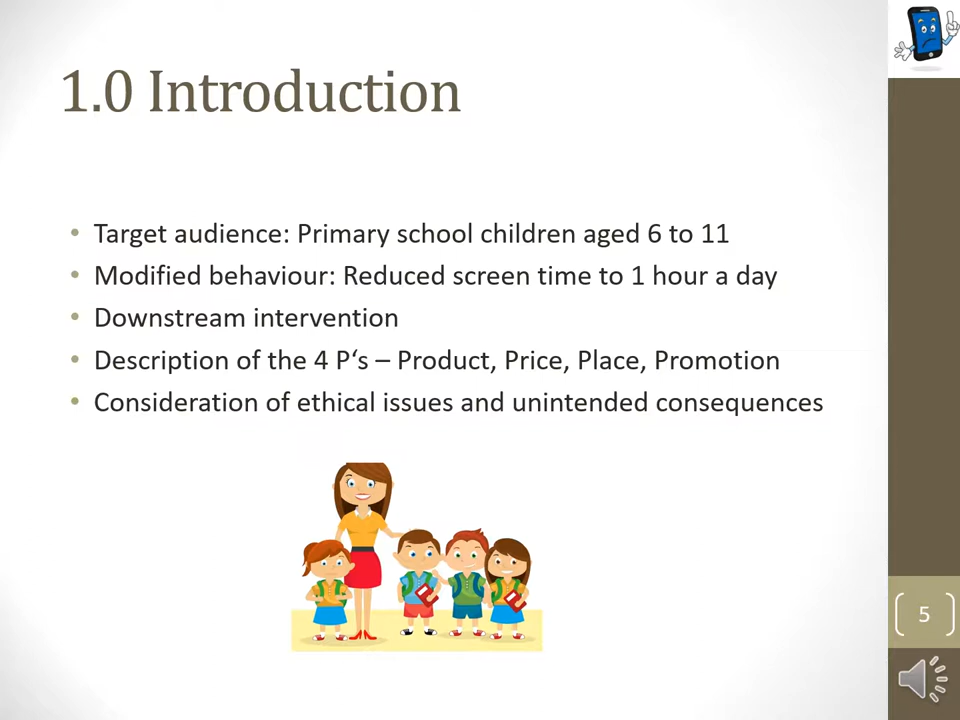 1.0 Introduction
• Target audience: Primary school children aged 6 to 11
• Modified behaviour: Reduced screen time to 1 hour a day
• Downstream intervention
• Description of the 4 P‘s – Product, Price, Place, Promotion
• Consideration of ethical issues and unintended consequences
5